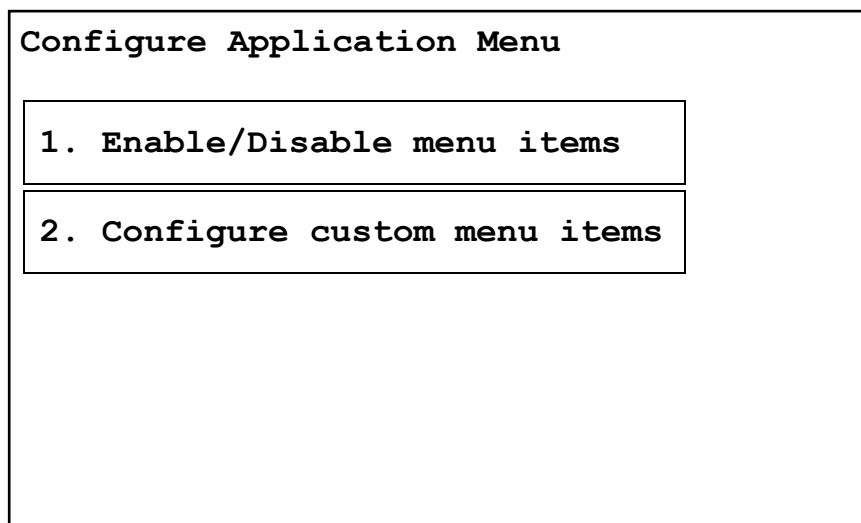 Configure Application Menu
1. Enable/Disable menu items
2. Configure custom menu items